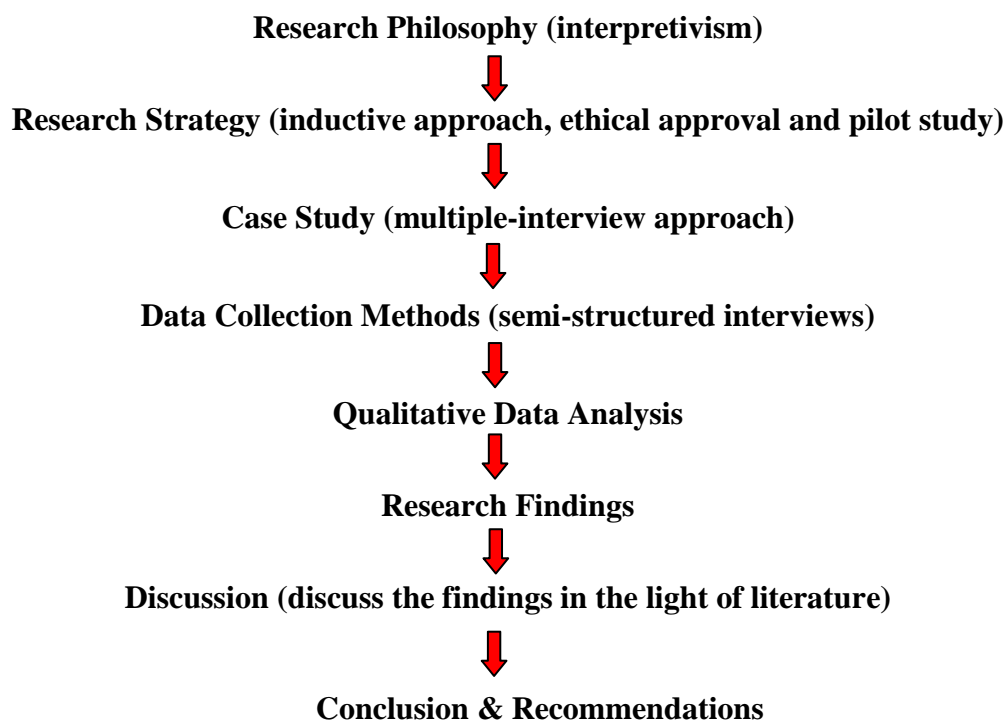 Research Philosophy (interpretivism)
Research Strategy (inductive approach, ethical approval and pilot study)
Case Study (multiple-interview approach)
Data Collection Methods (semi-structured interviews)
Qualitative Data Analysis
Research Findings
Discussion (discuss the findings in the light of literature)
Conclusion & Recommendations